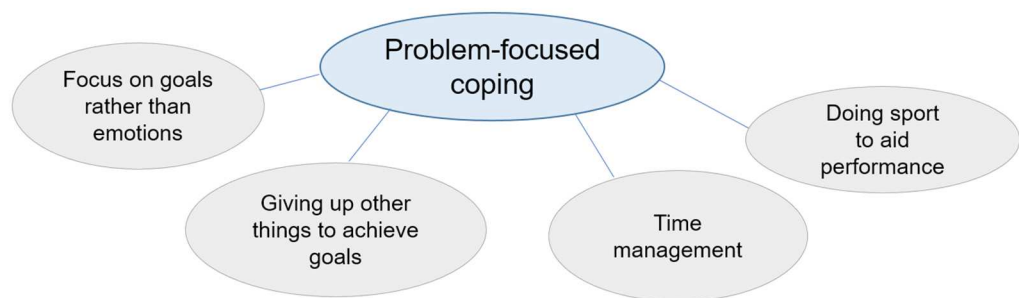 Problem-focused
coping
Focus on goals
rather than
emotions
Giving up other
things to achieve
goals
Time
management
Doing sport
to aid
performance